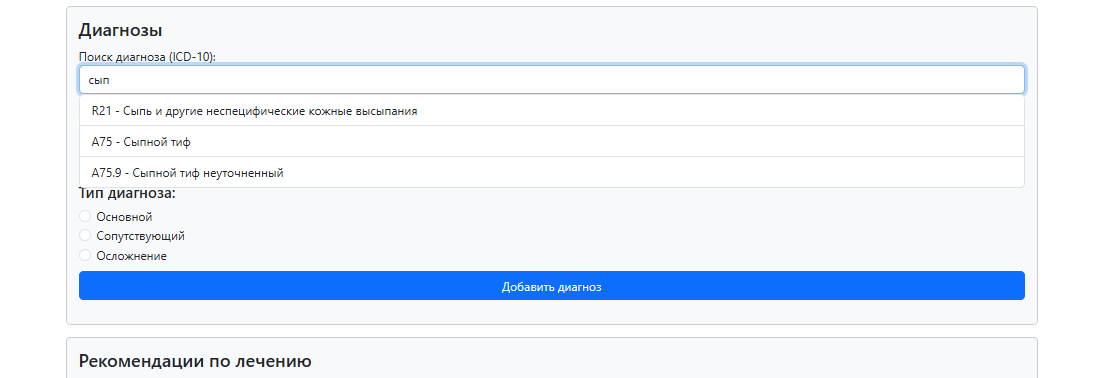 Диагнозы
Поиск диагноза (ICD-10):
сып
R21 - Сыпь и другие неспецифические кожные высыпания
A75 - Сыпной тиф
A75.9 - Сыпной тиф неуточненный
Тип диагноза:
Основной
Сопутствующий
Осложнение
Добавить диагноз
Рекомендации по лечению